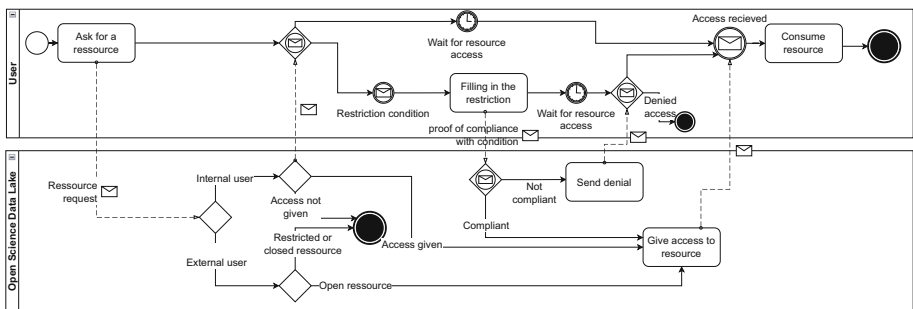 User
Ask for a
ressource
Wait for resource
access
Access recieved
Consume
resource
Restriction condition
Filling in the
restriction
Wait for resource
access
Denied
access
proof of compliance
with condition
Open Science Data Lake
Ressource
request
Internal user
Access not
given
Not
compliant
Send denial
Compliant
Restricted or
closed ressource
Access given
Give access to
resource
External user
Open ressource